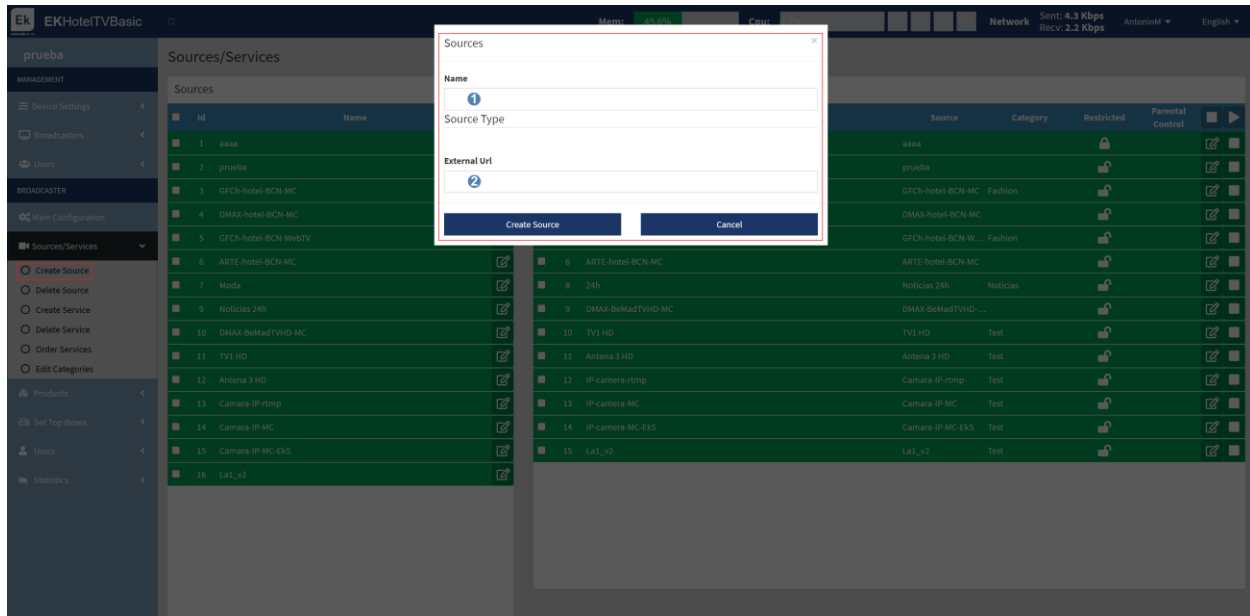 Ek EKHotelTVBasic
Mem: 45.6% Cpu: Network Sent: 4.3 Kbps Recv: 2.2 Kbps AntonioM English
prueba
Sources/Services
MANAGEMENT
Device Settings
Broadcasters
Users
BROADCASTER
Main Configuration
Sources/Services
Create Source
Delete Source
Create Service
Delete Service
Order Services
Edit Categories
Products
Set Top Boxes
Users
Statistics
Sources
Name
1
Source Type
External Url
2
Create Source Cancel
Sources
Id Name
1 aaaa
2 prueba
3 GFCh-hotel-BCN-MC
4 DMAX-hotel-BCN-MC
5 GFCh-hotel-BCN-WebTV
6 ARTE-hotel-BCN-MC
7 Moda
9 Noticias 24h
10 DMAX-BeMadTVHD-MC
11 TV1 HD
12 Antena 3 HD
13 Camara-IP-rtmp
14 Camara-IP-MC
15 Camara-IP-MC-EkS
16 La1_v2
Source Category Restricted Parental Control
aaaa
prueba
GFCh-hotel-BCN-MC Fashion
DMAX-hotel-BCN-MC
GFCh-hotel-BCN-W... Fashion
6 ARTE-hotel-BCN-MC ARTE-hotel-BCN-MC
8 24h Noticias 24h Noticias
9 DMAX-BeMadTVHD-MC DMAX-BeMadTVHD-...
10 TV1 HD TV1 HD Test
11 Antena 3 HD Antena 3 HD Test
12 IP-camera-rtmp Camara-IP-rtmp Test
13 IP-camera-MC Camara-IP-MC Test
14 IP-camera-MC-EkS Camara-IP-MC-EkS Test
15 La1_v2 La1_v2 Test